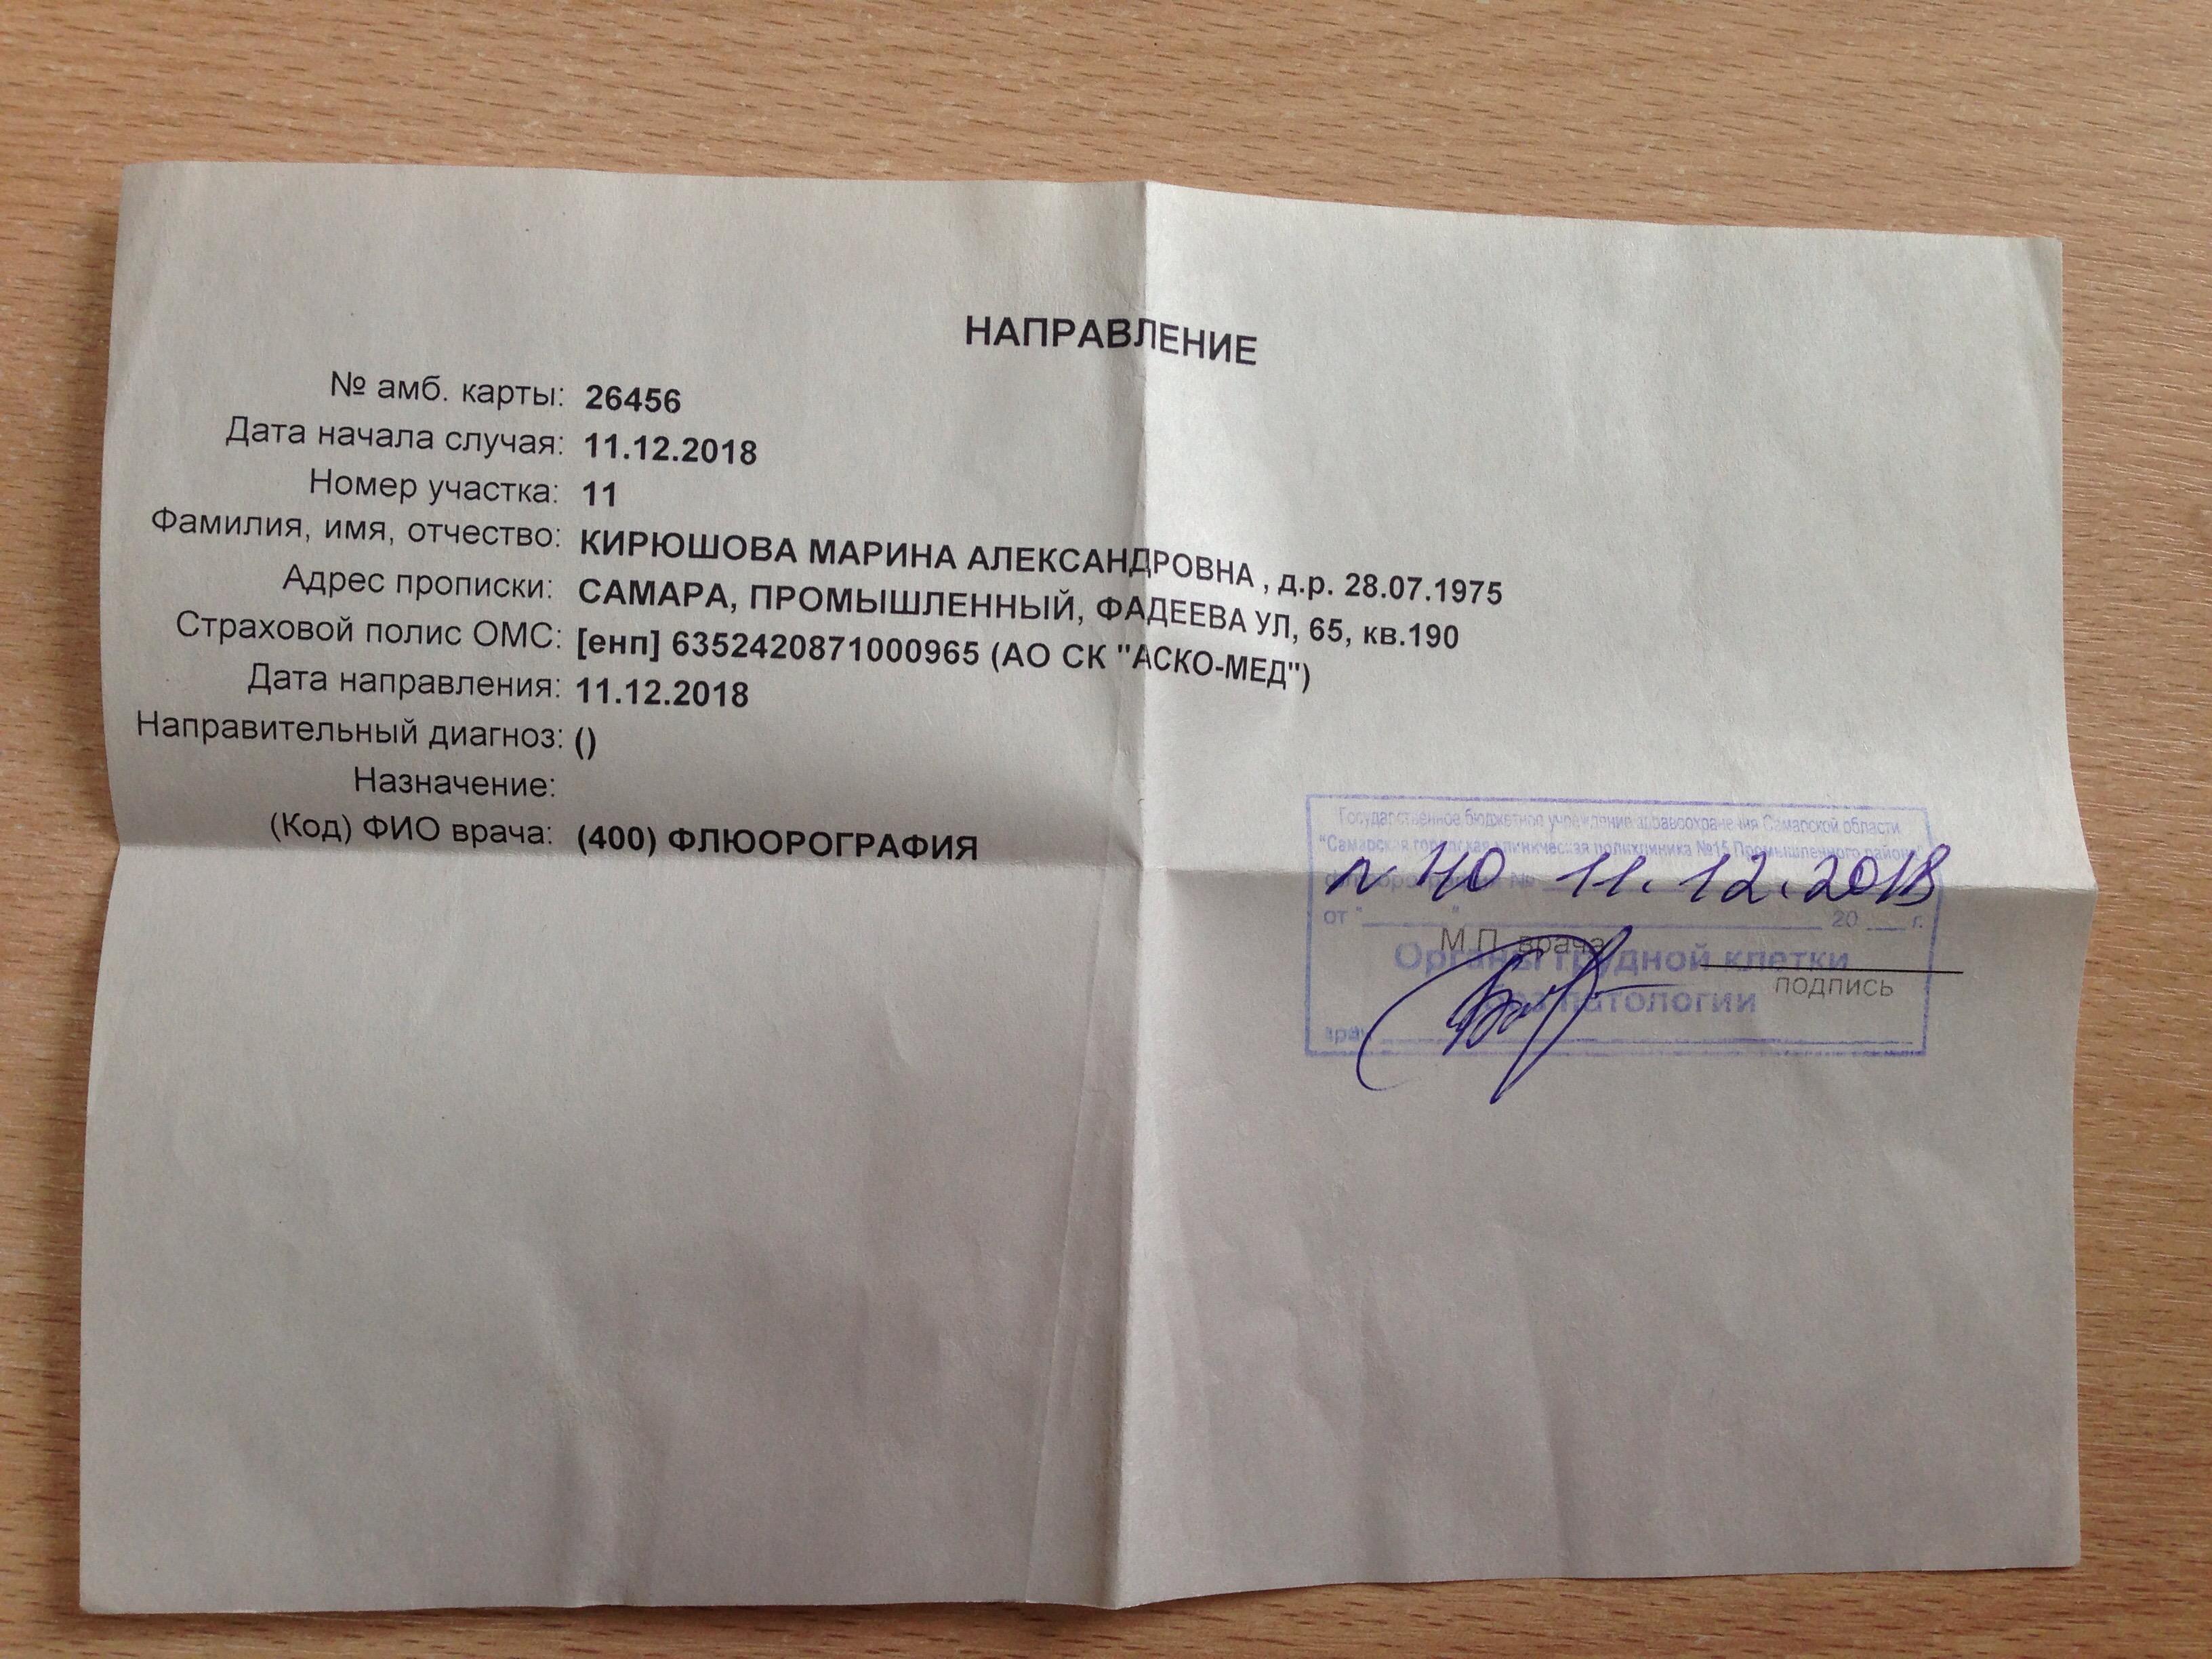 НАПРАВЛЕНИЕ
№ амб. карты: 26456
Дата начала случая: 11.12.2018
Номер участка: 11
Фамилия, имя, отчество: КИРЮШОВА МАРИНА АЛЕКСАНДРОВНА , д.р. 28.07.1975
Адрес прописки: САМАРА, ПРОМЫШЛЕННЫЙ, ФАДЕЕВА УЛ, 65, кв.190
Страховой полис ОМС: [енп] 6352420871000965 (АО СК "АСКО-МЕД")
Дата направления: 11.12.2018
Направительный диагноз: ()
Назначение:
(Код) ФИО врача: (400) ФЛЮОРОГРАФИЯ
Государственное бюджетное учреждение здравоохранения Самарской области
"Самарская городская клиническая поликлиника №15 Промышленного района"
№
11.12.2018
от " " 20 г.
М.П. врача
Органы грудной клетки
подпись
патологии
врач